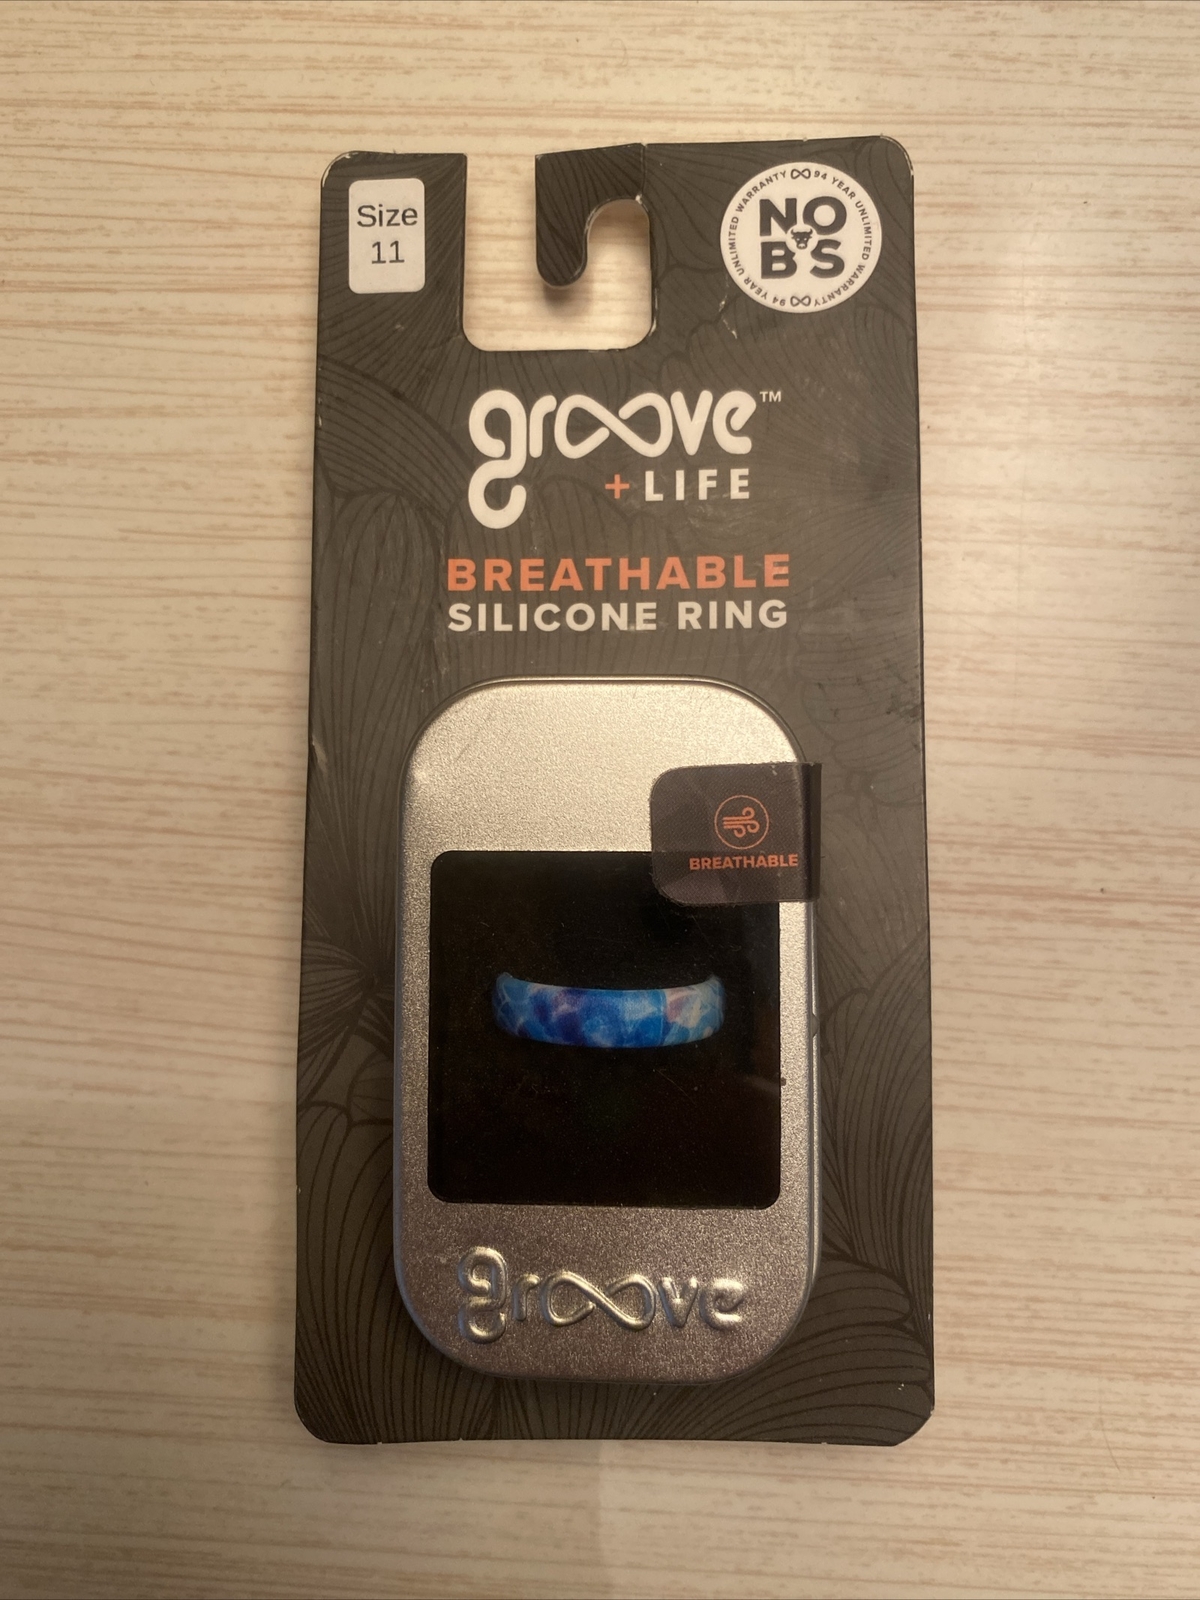 Size
11
94 YEAR UNLIMITED WARRANTY
94 YEAR UNLIMITED WARRANTY
NO
B'S
groove™
+ LIFE
BREATHABLE
SILICONE RING
BREATHABLE
groove